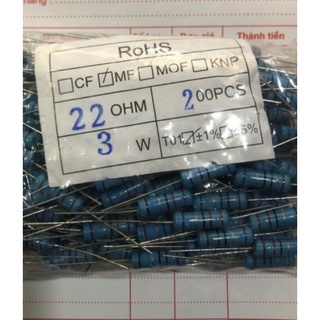 Thành tiền
RoHS
□CF ☑MF □MOF □KNP
22 OHM 200PCS
3 W TOL ☑±1% □±5%